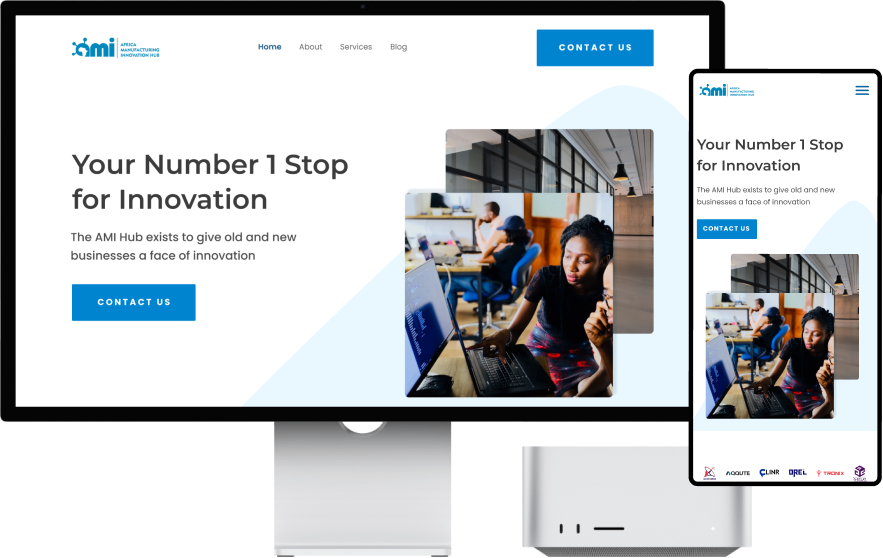 ami AFRICA
MANUFACTURING
INNOVATION HUB
Home About Services Blog
CONTACT US
Your Number 1 Stop
for Innovation
The AMI Hub exists to give old and new
businesses a face of innovation
CONTACT US
ami AFRICA
MANUFACTURING
INNOVATION HUB
Your Number 1 Stop
for Innovation
The AMI Hub exists to give old and new
businesses a face of innovation
CONTACT US
AQQUTE CLINR OREL TRONIX